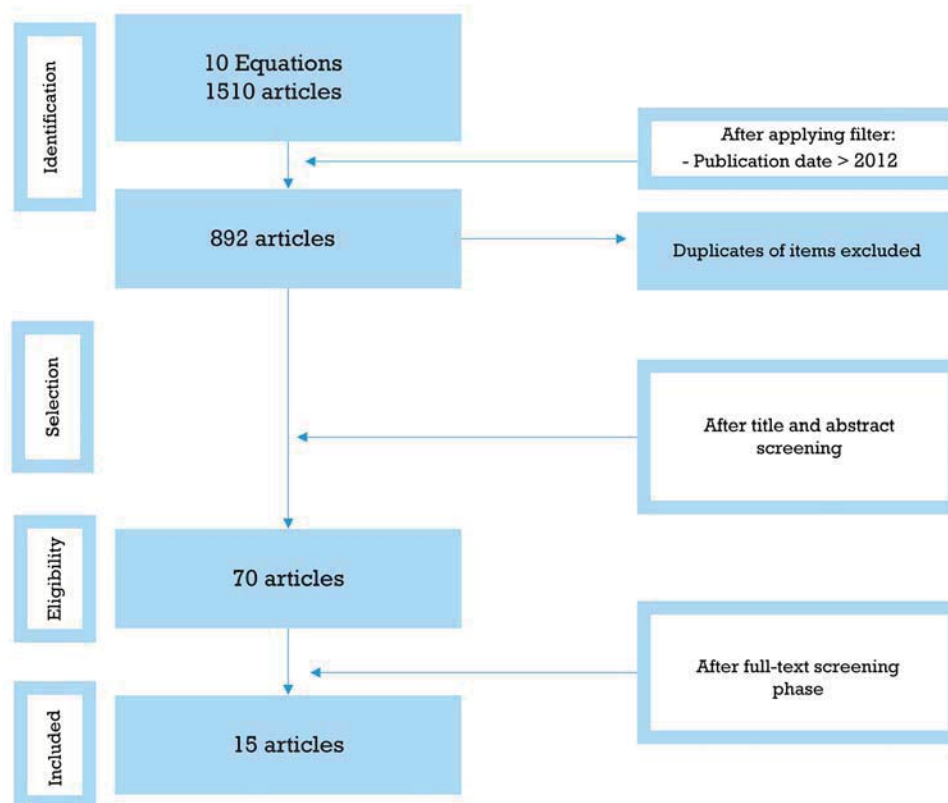 Identification
10 Equations
1510 articles
After applying filter:
- Publication date > 2012
892 articles
Duplicates of items excluded
Selection
After title and abstract
screening
Eligibility
70 articles
After full-text screening
phase
Included
15 articles